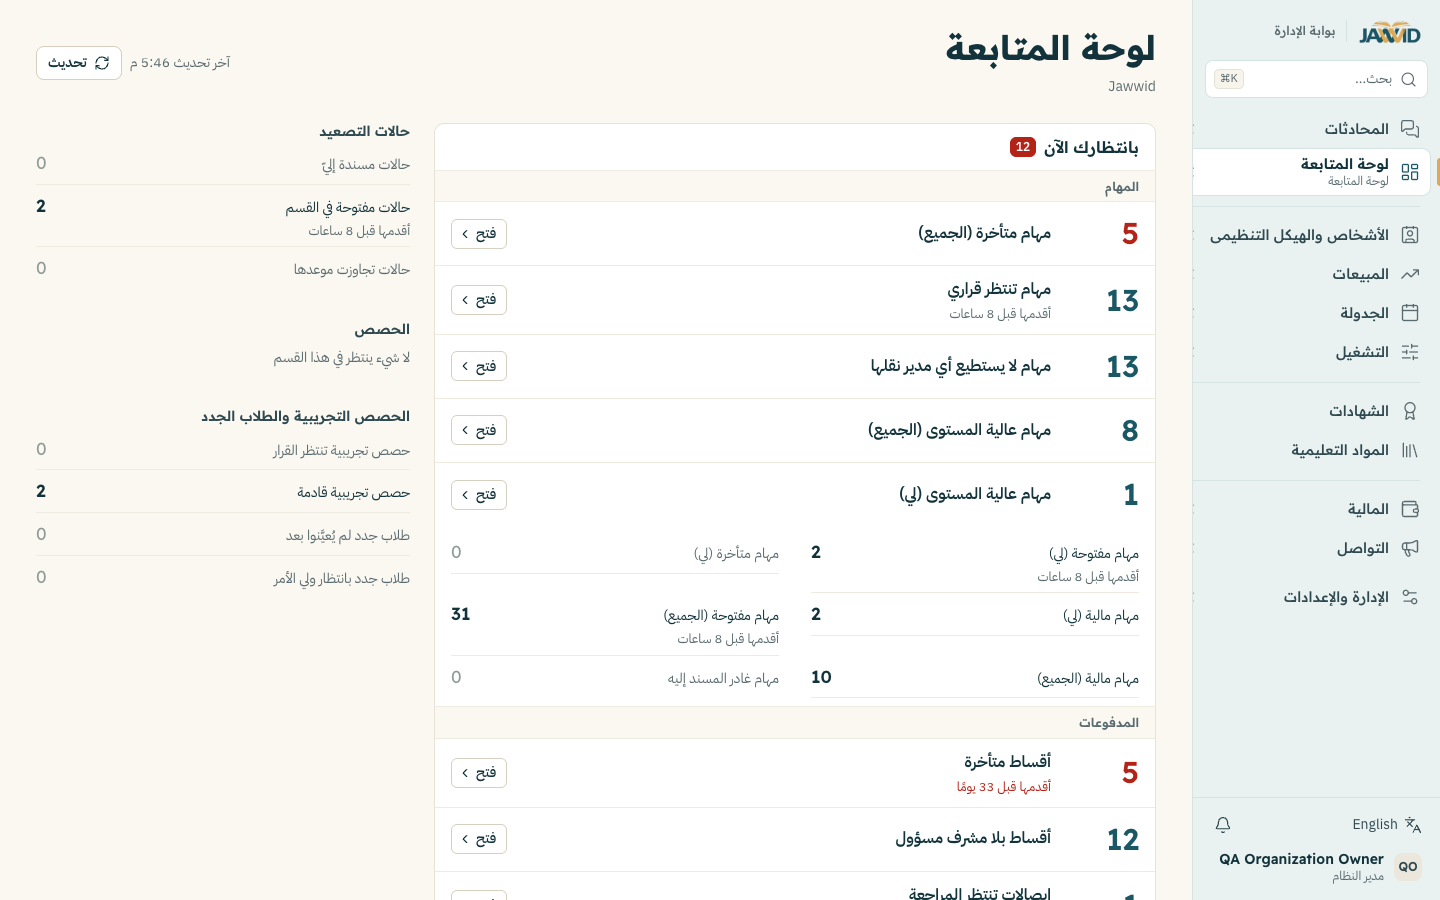 JAWWID
بوابة الإدارة
بحث...
⌘K
المحادثات
لوحة المتابعة
لوحة المتابعة
الأشخاص والهيكل التنظيمي
المبيعات
الجدولة
التشغيل
الشهادات
المواد التعليمية
المالية
التواصل
الإدارة والإعدادات
English
QA Organization Owner
مدير النظام
QO
لوحة المتابعة
Jawwid
آخر تحديث 5:46 م
تحديث
بانتظارك الآن
12
المهام
5
مهام متأخرة (الجميع)
فتح
13
مهام تنتظر قراري
أقدمها قبل 8 ساعات
فتح
13
مهام لا يستطيع أي مدير نقلها
فتح
8
مهام عالية المستوى (الجميع)
فتح
1
مهام عالية المستوى (لي)
فتح
مهام مفتوحة (لي)
2
أقدمها قبل 8 ساعات
مهام متأخرة (لي)
0
مهام مالية (لي)
2
مهام مفتوحة (الجميع)
31
أقدمها قبل 8 ساعات
مهام مالية (الجميع)
10
مهام غادر المسند إليه
0
المدفوعات
5
أقساط متأخرة
أقدمها قبل 33 يومًا
فتح
12
أقساط بلا مشرف مسؤول
فتح
إيصالات تنتظر المراجعة
حالات التصعيد
حالات مسندة إليّ
0
حالات مفتوحة في القسم
2
أقدمها قبل 8 ساعات
حالات تجاوزت موعدها
0
الحصص
لا شيء ينتظر في هذا القسم
الحصص التجريبية والطلاب الجدد
حصص تجريبية تنتظر القرار
0
حصص تجريبية قادمة
2
طلاب جدد لم يُعيَّنوا بعد
0
طلاب جدد بانتظار ولي الأمر
0